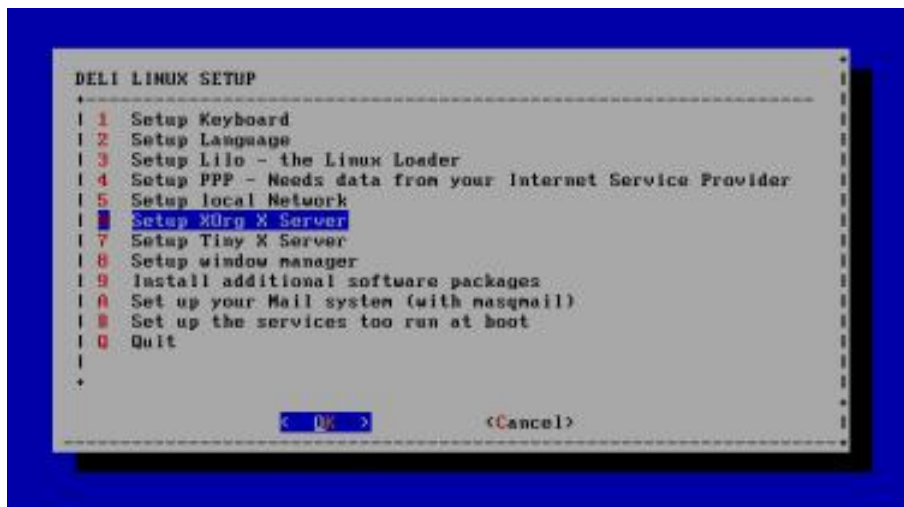 DELI LINUX SETUP
1 Setup Keyboard
2 Setup Language
3 Setup Lilo - the Linux Loader
4 Setup PPP - Needs data from your Internet Service Provider
5 Setup local Network
Setup XOrg X Server
7 Setup Tiny X Server
8 Setup window manager
9 Install additional software packages
A Set up your Mail system (with masqmail)
B Set up the services too run at boot
Q Quit
< OK > <Cancel>